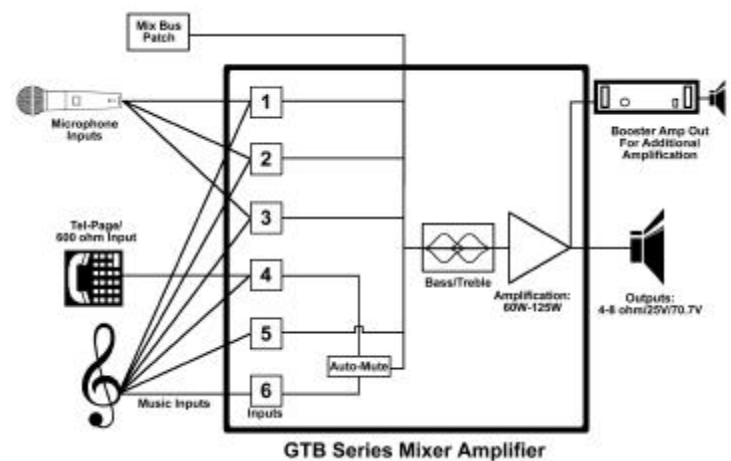 Mix Bus
Patch
Microphone
Inputs
1
2
3
Tel-Page/
600 ohm Input
4
5
6
Inputs
Music Inputs
Auto-Mute
Bass/Treble
Amplification:
60W-125W
Booster Amp Out
For Additional
Amplification
Outputs:
4-8 ohm/25V/70.7V
GTB Series Mixer Amplifier